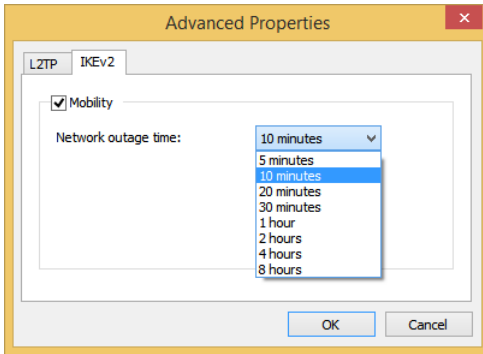 Advanced Properties
L2TP IKEv2
Mobility
Network outage time: 10 minutes
5 minutes
10 minutes
20 minutes
30 minutes
1 hour
2 hours
4 hours
8 hours
OK Cancel